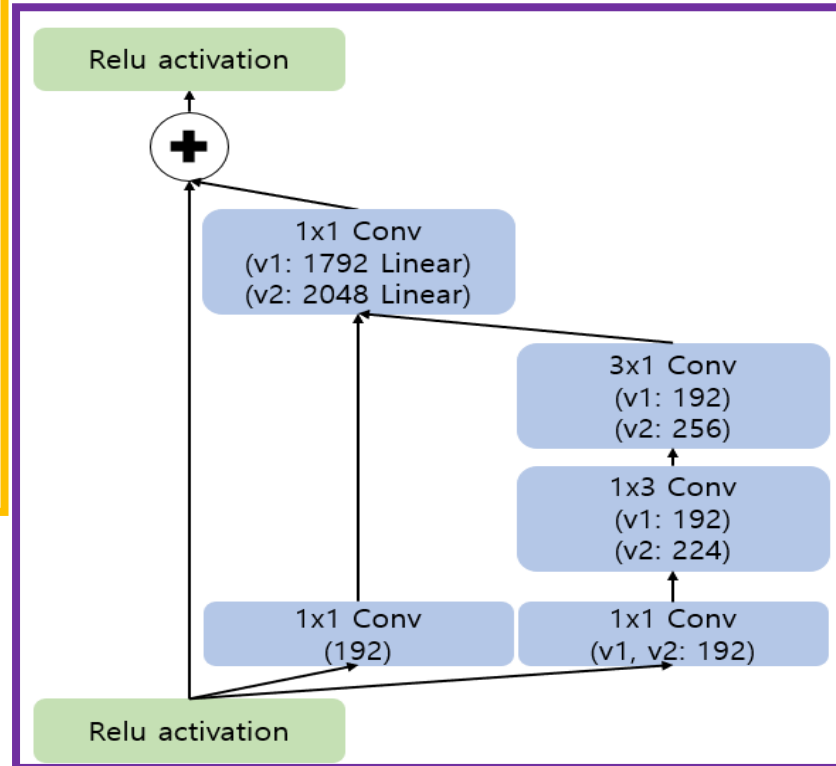 Relu activation
1x1 Conv
(v1: 1792 Linear)
(v2: 2048 Linear)
3x1 Conv
(v1: 192)
(v2: 256)
1x3 Conv
(v1: 192)
(v2: 224)
1x1 Conv
(192)
1x1 Conv
(v1, v2: 192)
Relu activation